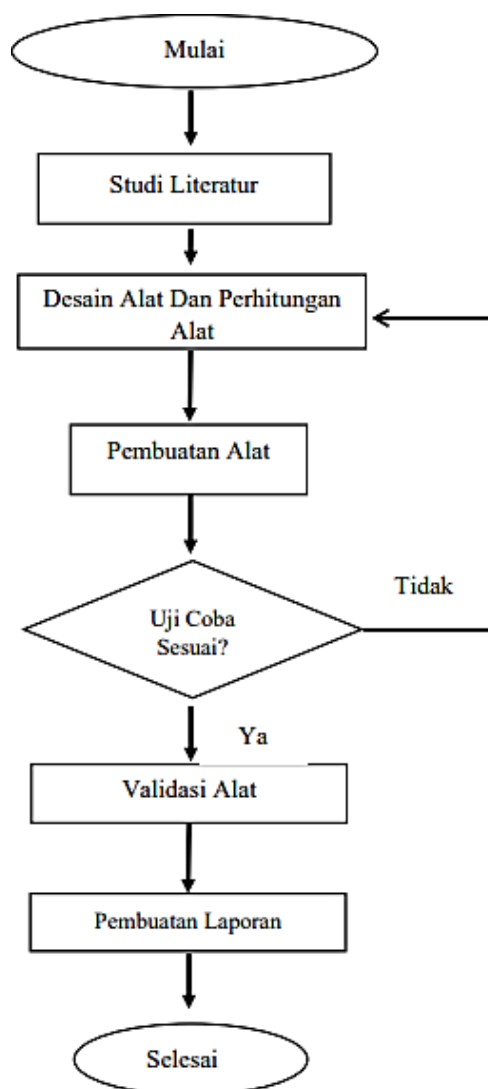 Mulai
Studi Literatur
Desain Alat Dan Perhitungan
Alat
Pembuatan Alat
Uji Coba
Sesuai?
Tidak
Ya
Validasi Alat
Pembuatan Laporan
Selesai